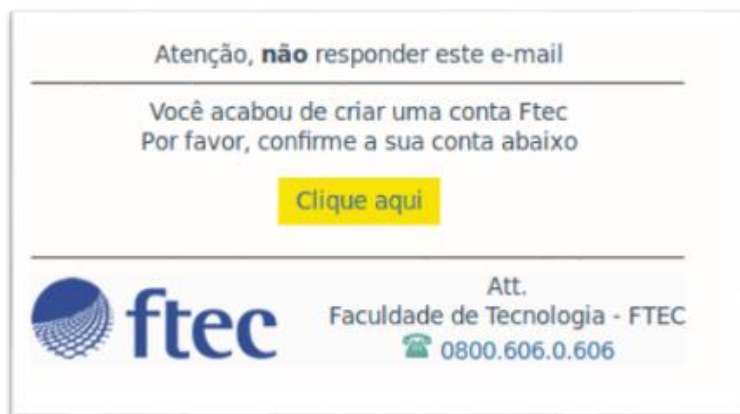 Atenção, não responder este e-mail
Você acabou de criar uma conta Ftec
Por favor, confirme a sua conta abaixo
Clique aqui
ftec
Att.
Faculdade de Tecnologia - FTEC
☎ 0800.606.0.606